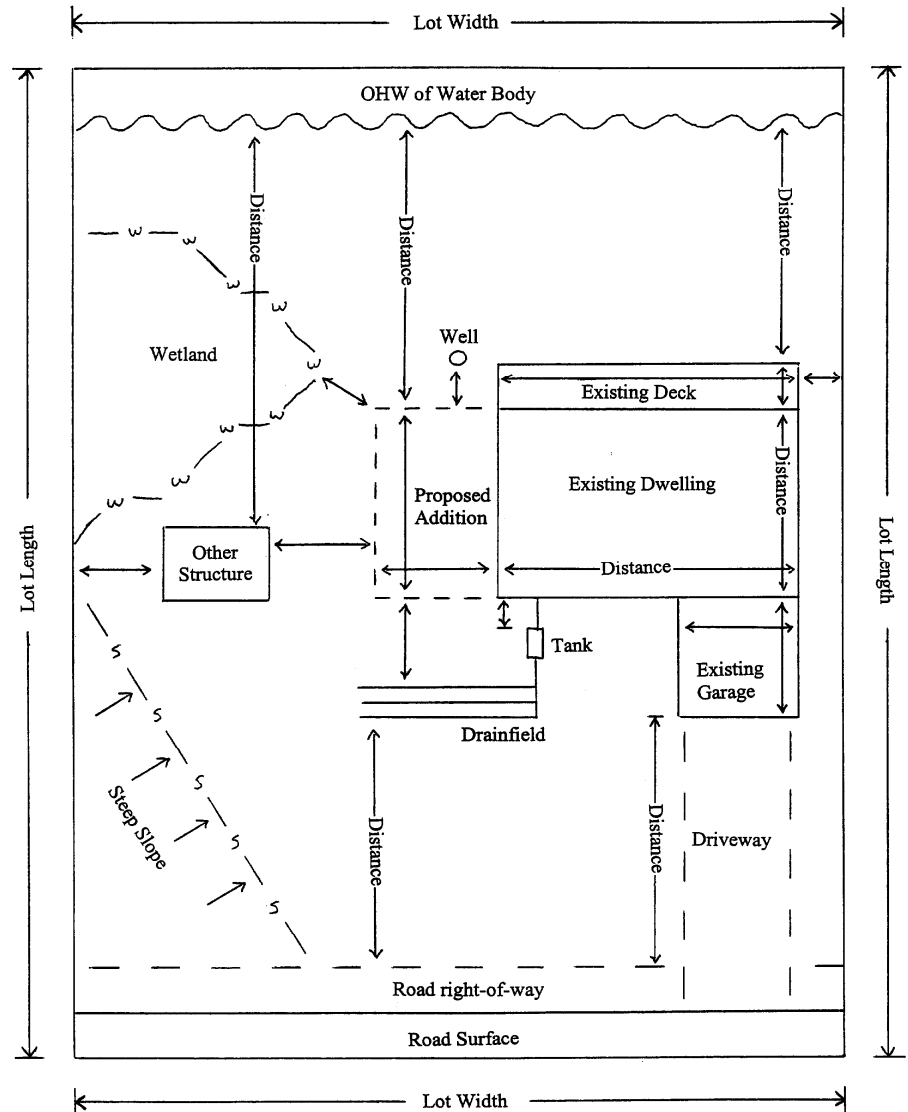 Lot Width
OHW of Water Body
Distance
Distance
Distance
W
W
W
W
W
Well
Wetland
Existing Deck
W
W
W
W
Proposed
Addition
Existing Dwelling
Distance
Other
Structure
Distance
Lot Length
Lot Length
Tank
S
Existing
Garage
S
Drainfield
S
Steep Slope
S
Distance
Distance
Driveway
S
Road right-of-way
Road Surface
Lot Width